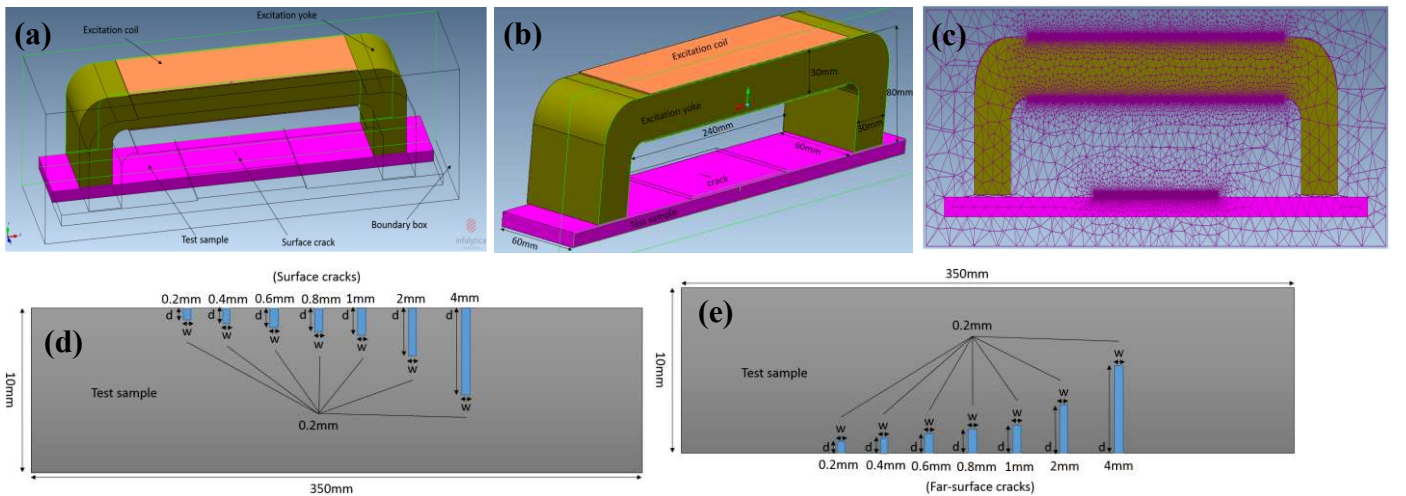 (a)
Excitation coil
Excitation yoke
Test sample
Surface crack
Boundary box
infolytica
(b)
Excitation coil
30mm
80mm
Excitation yoke
240mm
30mm
60mm
crack
Test sample
60mm
(c)
(Surface cracks)
0.2mm 0.4mm 0.6mm 0.8mm 1mm 2mm 4mm
d d d d d d d
w w w w w w w
(d)
10mm
Test sample
0.2mm
350mm
350mm
(e)
0.2mm
10mm
Test sample
w w w w w w w
d d d d d d d
0.2mm 0.4mm 0.6mm 0.8mm 1mm 2mm 4mm
(Far-surface cracks)